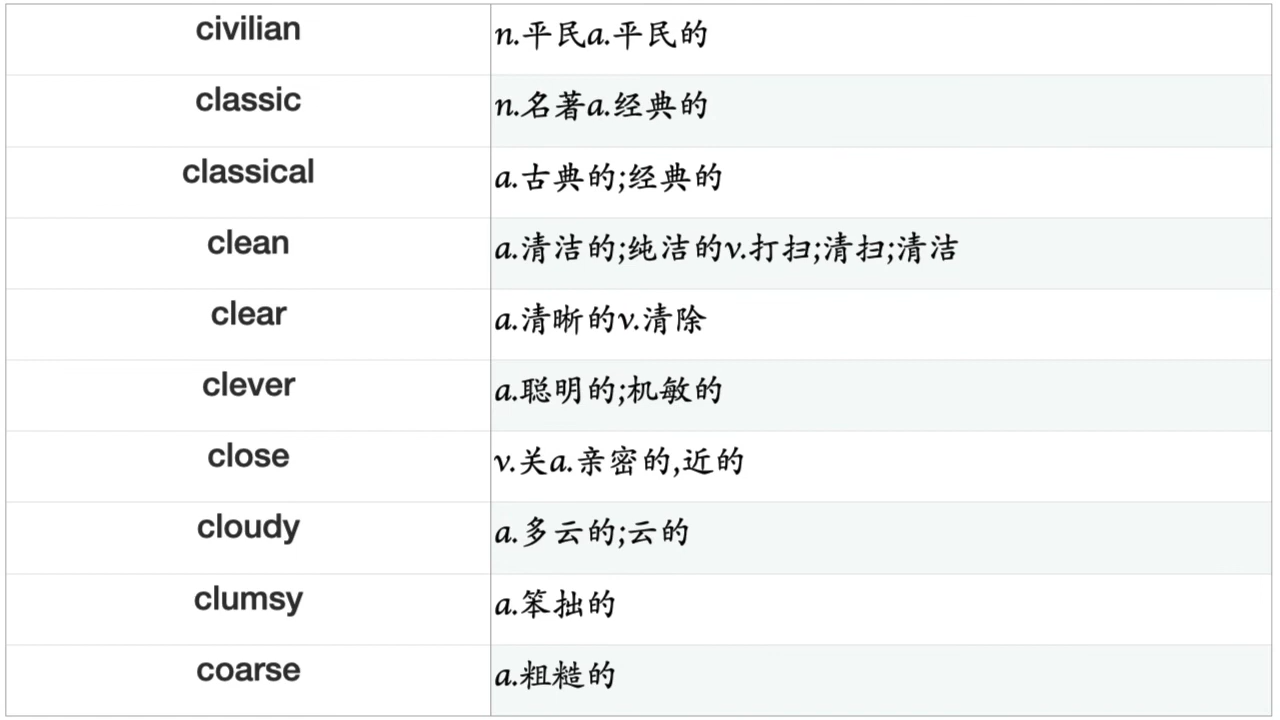 civilian n.平民a.平民的
classic n.名著a.经典的
classical a.古典的;经典的
clean a.清洁的;纯洁的v.打扫;清扫;清洁
clear a.清晰的v.清除
clever a.聪明的;机敏的
close v.关a.亲密的,近的
cloudy a.多云的;云的
clumsy a.笨拙的
coarse a.粗糙的